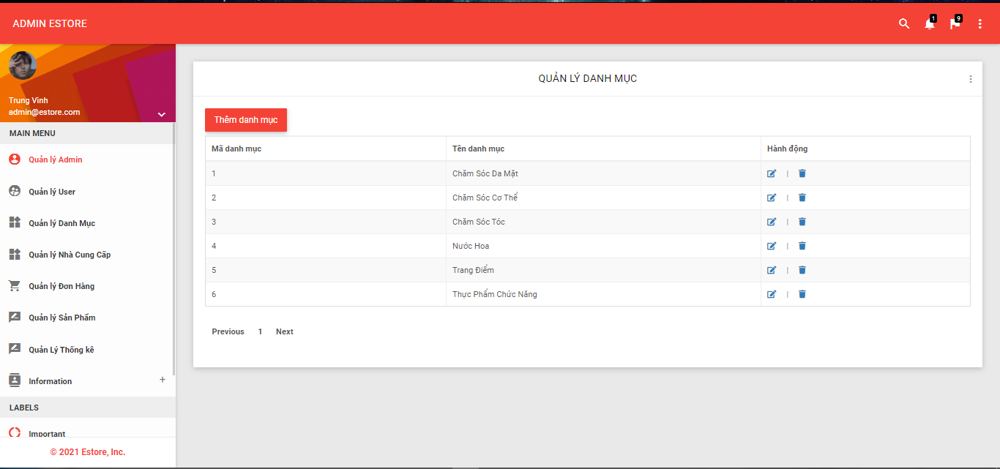 ADMIN ESTORE
1
9
Trung Vinh
admin@estore.com
MAIN MENU
Quản lý Admin
Quản lý User
Quản lý Danh Mục
Quản lý Nhà Cung Cấp
Quản lý Đơn Hàng
Quản lý Sản Phẩm
Quản Lý Thống kê
Information +
LABELS
Important
© 2021 Estore, Inc.
QUẢN LÝ DANH MỤC
Thêm danh mục
Mã danh mục Tên danh mục Hành động
1 Chăm Sóc Da Mặt |
2 Chăm Sóc Cơ Thể |
3 Chăm Sóc Tóc |
4 Nước Hoa |
5 Trang Điểm |
6 Thực Phẩm Chức Năng |
Previous 1 Next